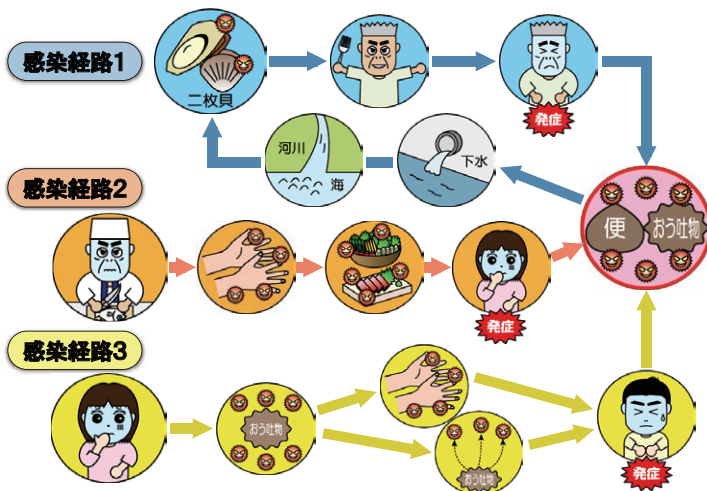 感染経路1
二枚貝
発症
河川
海
下水
感染経路2
便
おう吐物
発症
感染経路3
おう吐物
おう吐物
発症